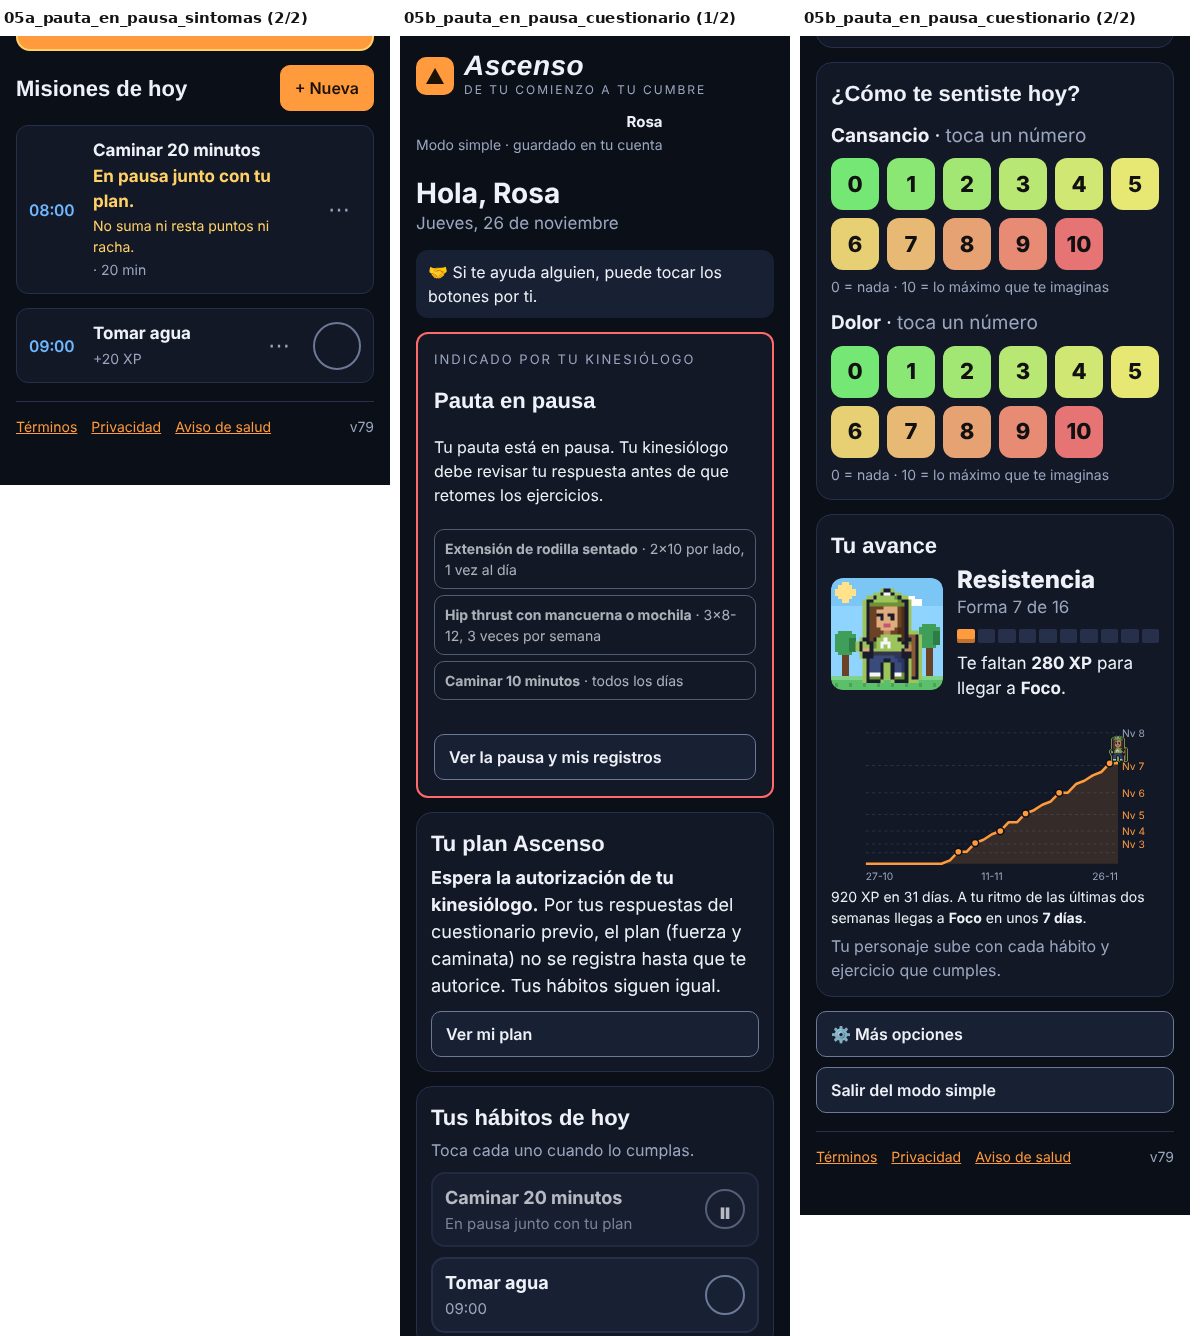 05a_pauta_en_pausa_sintomas (2/2)
Misiones de hoy
+ Nueva
08:00
Caminar 20 minutos
En pausa junto con tu
plan.
No suma ni resta puntos ni
racha.
· 20 min
...
09:00
Tomar agua
+20 XP
...
Términos
Privacidad
Aviso de salud
v79
05b_pauta_en_pausa_cuestionario (1/2)
Ascenso
DE TU COMIENZO A TU CUMBRE
Rosa
Modo simple · guardado en tu cuenta
Hola, Rosa
Jueves, 26 de noviembre
🤝 Si te ayuda alguien, puede tocar los
botones por ti.
INDICADO POR TU KINESIÓLOGO
Pauta en pausa
Tu pauta está en pausa. Tu kinesiólogo
debe revisar tu respuesta antes de que
retomes los ejercicios.
Extensión de rodilla sentado · 2×10 por lado,
1 vez al día
Hip thrust con mancuerna o mochila · 3×8-
12, 3 veces por semana
Caminar 10 minutos · todos los días
Ver la pausa y mis registros
Tu plan Ascenso
Espera la autorización de tu
kinesiólogo. Por tus respuestas del
cuestionario previo, el plan (fuerza y
caminata) no se registra hasta que te
autorice. Tus hábitos siguen igual.
Ver mi plan
Tus hábitos de hoy
Toca cada uno cuando lo cumplas.
Caminar 20 minutos
En pausa junto con tu plan
Tomar agua
09:00
05b_pauta_en_pausa_cuestionario (2/2)
¿Cómo te sentiste hoy?
Cansancio · toca un número
0 1 2 3 4 5
6 7 8 9 10
0 = nada · 10 = lo máximo que te imaginas
Dolor · toca un número
0 1 2 3 4 5
6 7 8 9 10
0 = nada · 10 = lo máximo que te imaginas
Tu avance
Resistencia
Forma 7 de 16
Te faltan 280 XP para
llegar a Foco.
Nv 8
Nv 7
Nv 6
Nv 5
Nv 4
Nv 3
27-10
11-11
26-11
920 XP en 31 días. A tu ritmo de las últimas dos
semanas llegas a Foco en unos 7 días.
Tu personaje sube con cada hábito y
ejercicio que cumples.
⚙️ Más opciones
Salir del modo simple
Términos
Privacidad
Aviso de salud
v79